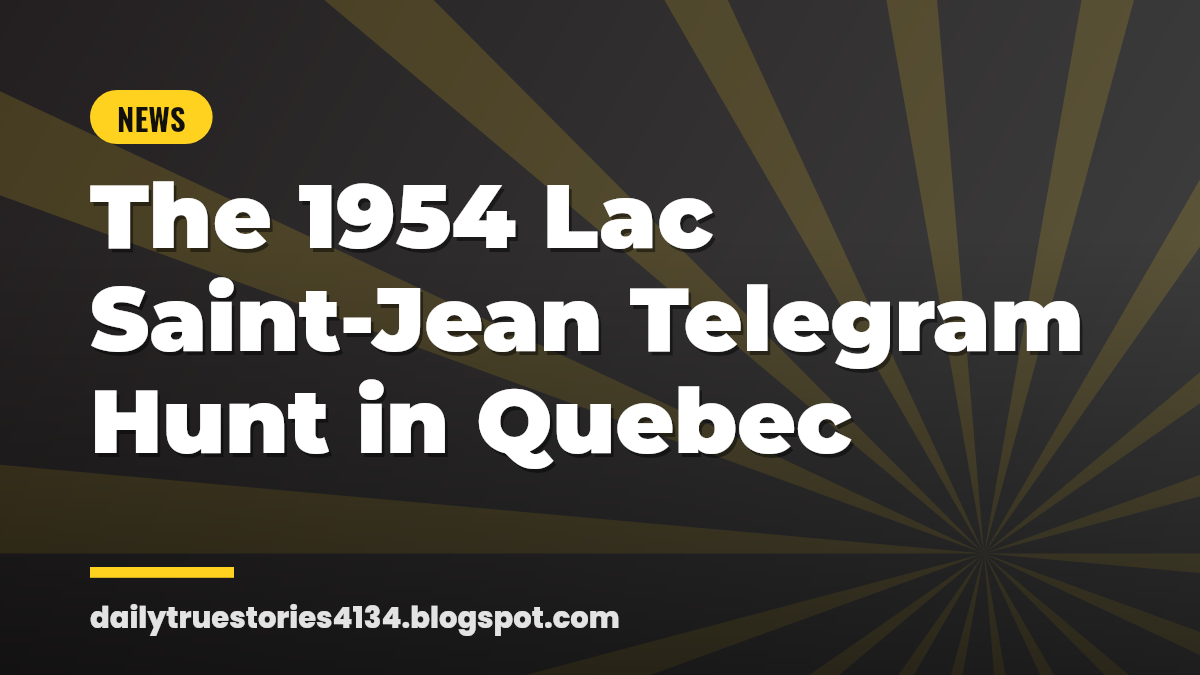 NEWS
The 1954 Lac
Saint-Jean Telegram
Hunt in Quebec
dailytruestories4134.blogspot.com